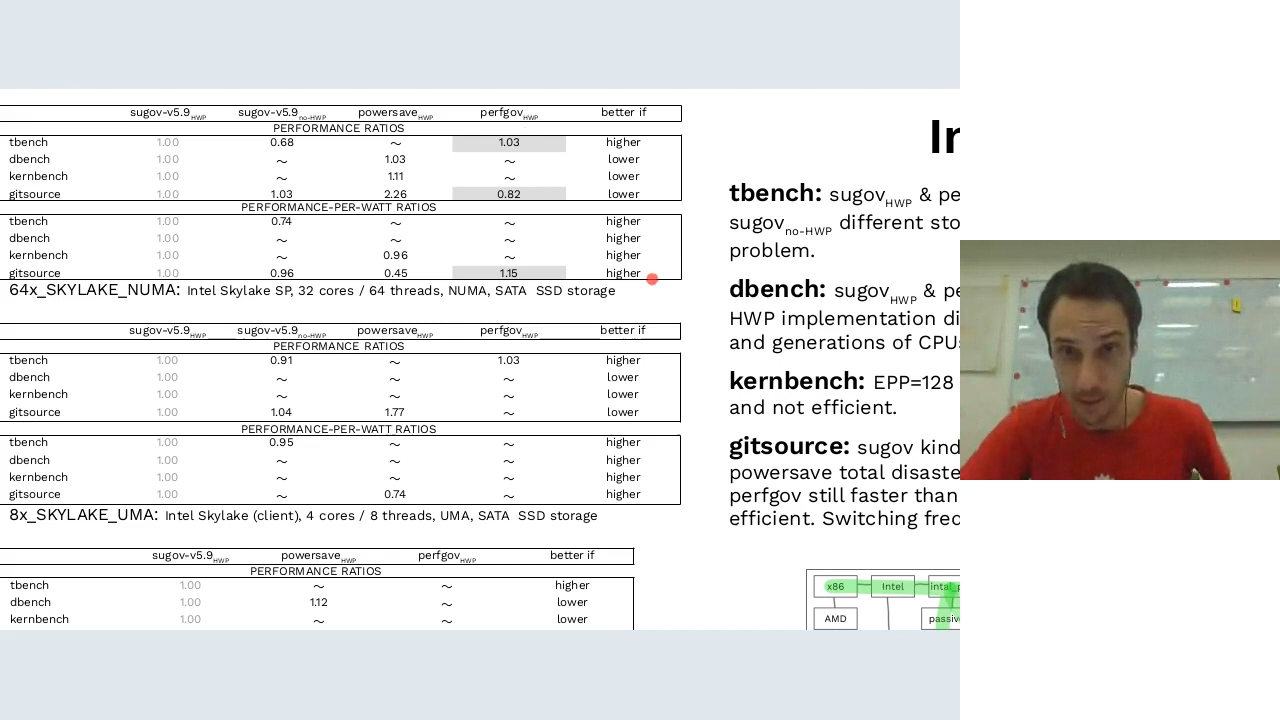 sugov-v5.9HWP sugov-v5.9no-HWP powersaveHWP perfgovHWP better if
PERFORMANCE RATIOS
tbench 1.00 0.68 ~ 1.03 higher
dbench 1.00 ~ 1.03 ~ lower
kernbench 1.00 ~ 1.11 ~ lower
gitsource 1.00 1.03 2.26 0.82 lower
PERFORMANCE-PER-WATT RATIOS
tbench 1.00 0.74 ~ ~ higher
dbench 1.00 ~ ~ ~ higher
kernbench 1.00 ~ 0.96 ~ higher
gitsource 1.00 0.96 0.45 1.15 higher
64x_SKYLAKE_NUMA: Intel Skylake SP, 32 cores / 64 threads, NUMA, SATA SSD storage
sugov-v5.9HWP sugov-v5.9no-HWP powersaveHWP perfgovHWP better if
PERFORMANCE RATIOS
tbench 1.00 0.91 ~ 1.03 higher
dbench 1.00 ~ ~ ~ lower
kernbench 1.00 ~ ~ ~ lower
gitsource 1.00 1.04 1.77 ~ lower
PERFORMANCE-PER-WATT RATIOS
tbench 1.00 0.95 ~ ~ higher
dbench 1.00 ~ ~ ~ higher
kernbench 1.00 ~ ~ ~ higher
gitsource 1.00 ~ 0.74 ~ higher
8x_SKYLAKE_UMA: Intel Skylake (client), 4 cores / 8 threads, UMA, SATA SSD storage
sugov-v5.9HWP powersaveHWP perfgovHWP better if
PERFORMANCE RATIOS
tbench 1.00 ~ ~ higher
dbench 1.00 1.12 ~ lower
kernbench 1.00 ~ ~ lower
tbench: sugovHWP &
sugovno-HWP different
problem.
dbench: sugovHWP &
HWP implementation
and generations of
kernbench: EPP=128
and not efficient.
gitsource: sugov kind
powersave total
perfgov still faster than
efficient. Switching
x86 Intel
AMD